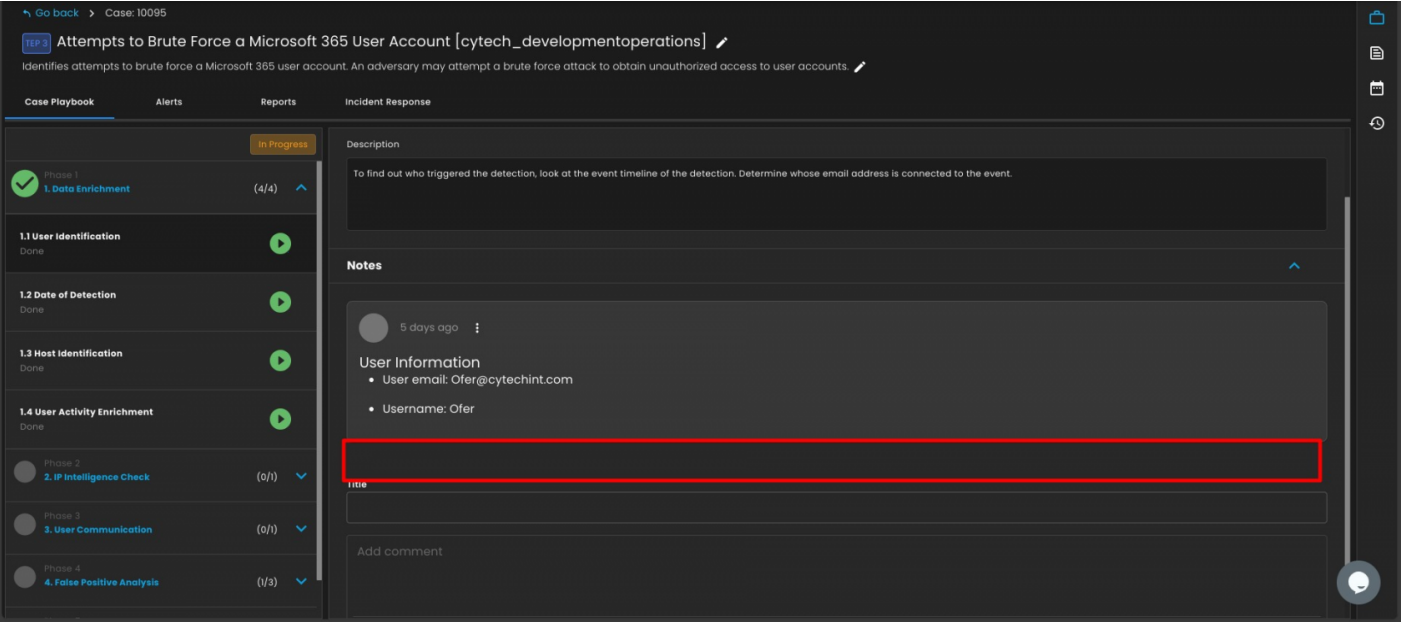 Go back > Case: 10095
TEP 3 Attempts to Brute Force a Microsoft 365 User Account [cytech_developmentoperations]
Identifies attempts to brute force a Microsoft 365 user account. An adversary may attempt a brute force attack to obtain unauthorized access to user accounts.
Case Playbook Alerts Reports Incident Response
In Progress
Phase 1
1. Data Enrichment (4/4)
1.1 User Identification
Done
1.2 Date of Detection
Done
1.3 Host Identification
Done
1.4 User Activity Enrichment
Done
Phase 2
2. IP Intelligence Check (0/1)
Phase 3
3. User Communication (0/1)
Phase 4
4. False Positive Analysis (1/3)
Description
To find out who triggered the detection, look at the event timeline of the detection. Determine whose email address is connected to the event.
Notes
5 days ago
User Information
• User email: Ofer@cytechint.com
• Username: Ofer
Title
Add comment